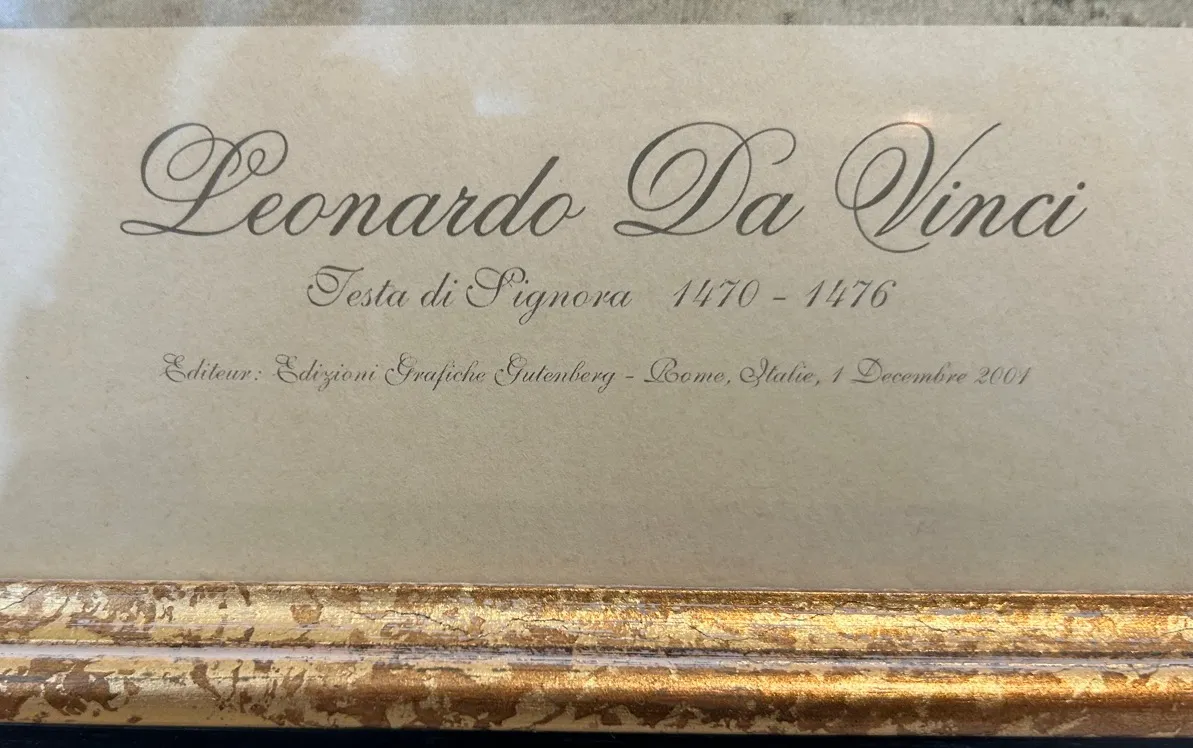 Leonardo Da Vinci
Testa di Signora 1470 - 1476
Editeur: Edizioni Grafiche Gutenberg - Rome, Italie, 1 Decembre 2001